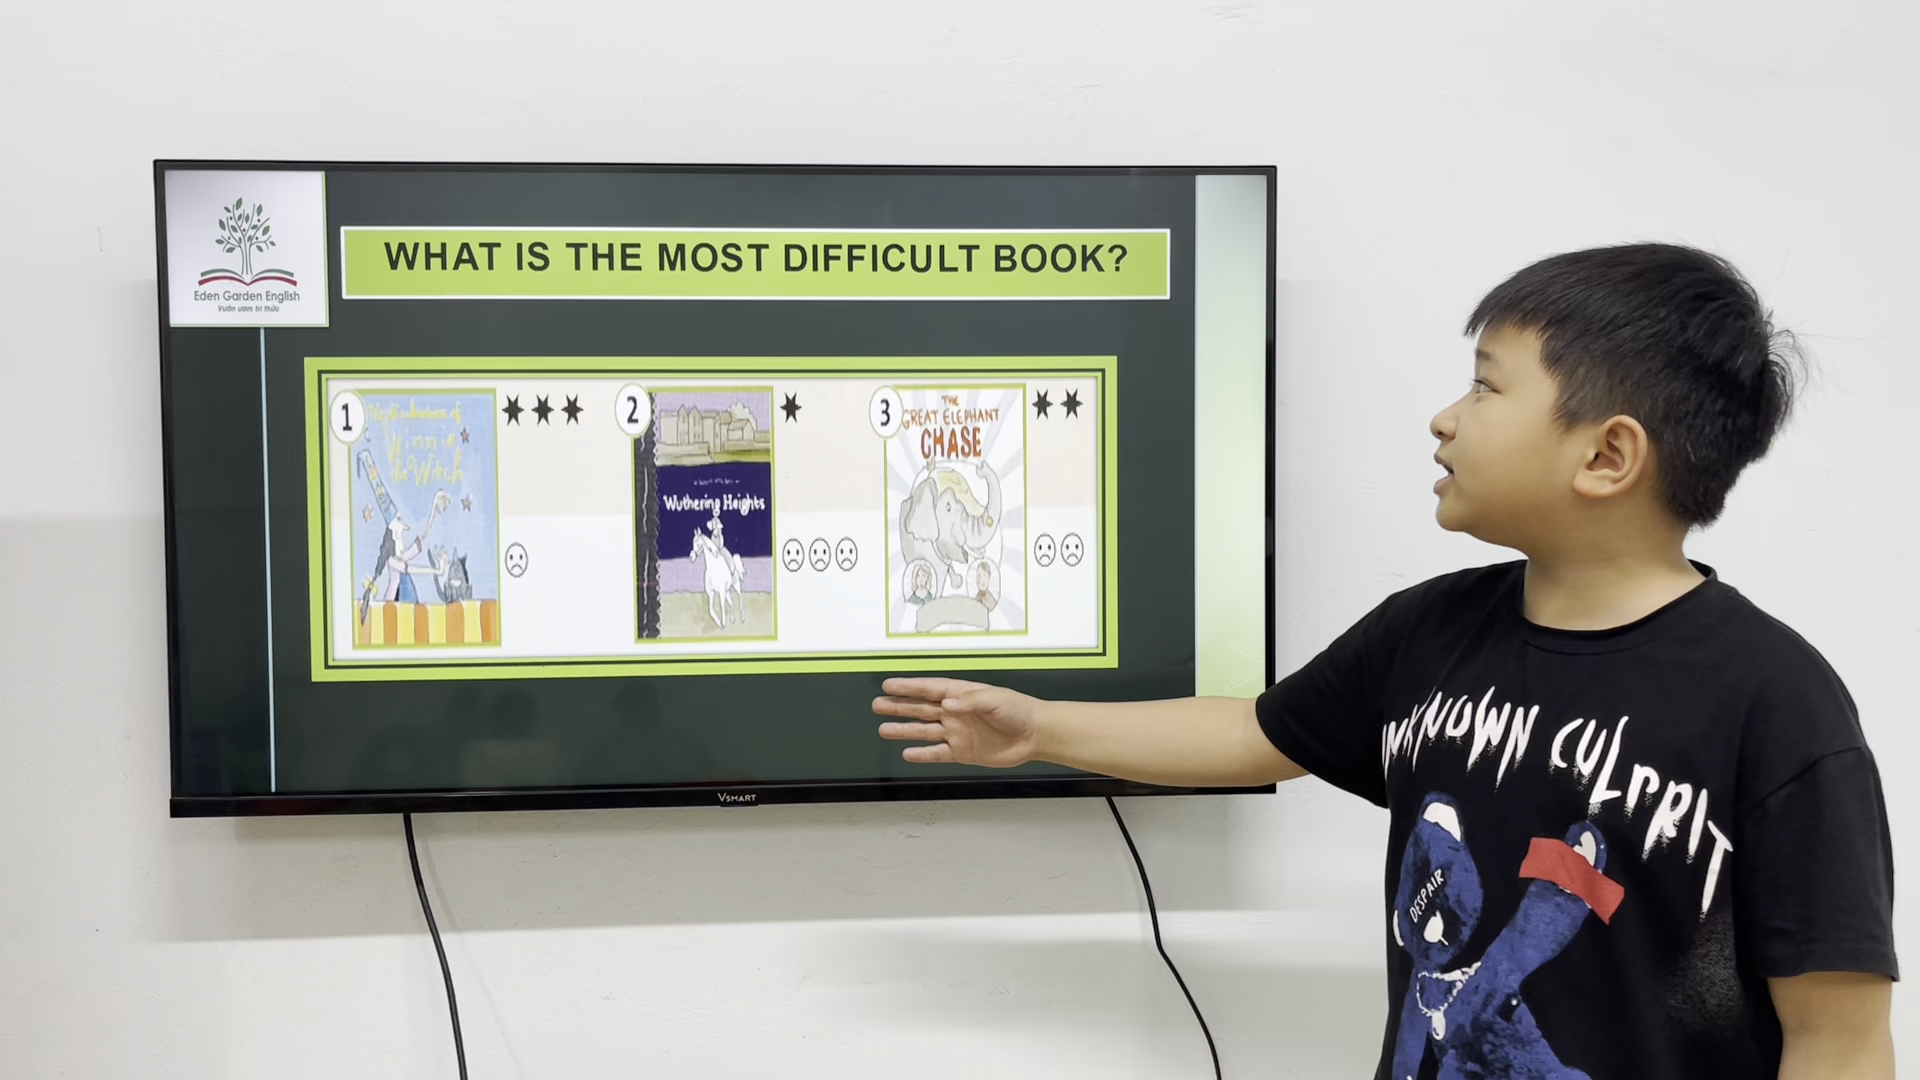 Eden Garden English
Vườn ươm tri thức
WHAT IS THE MOST DIFFICULT BOOK?
1
of
Winnie
the Witch
2
Wuthering Heights
3
THE
GREAT ELEPHANT
CHASE
VSMART
UNKNOWN CULPRIT
DESPAIR